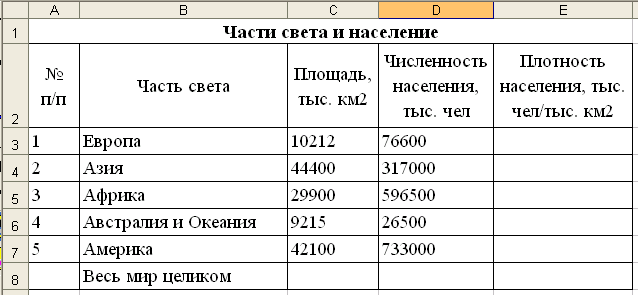 A B C D E
1 Части света и население
№ Площадь, Численность Плотность
п/п Часть света тыс. км2 населения, населения, тыс.
2 тыс. чел чел/тыс. км2
3 1 Европа 10212 76600
4 2 Азия 44400 317000
5 3 Африка 29900 596500
6 4 Австралия и Океания 9215 26500
7 5 Америка 42100 733000
8 Весь мир целиком